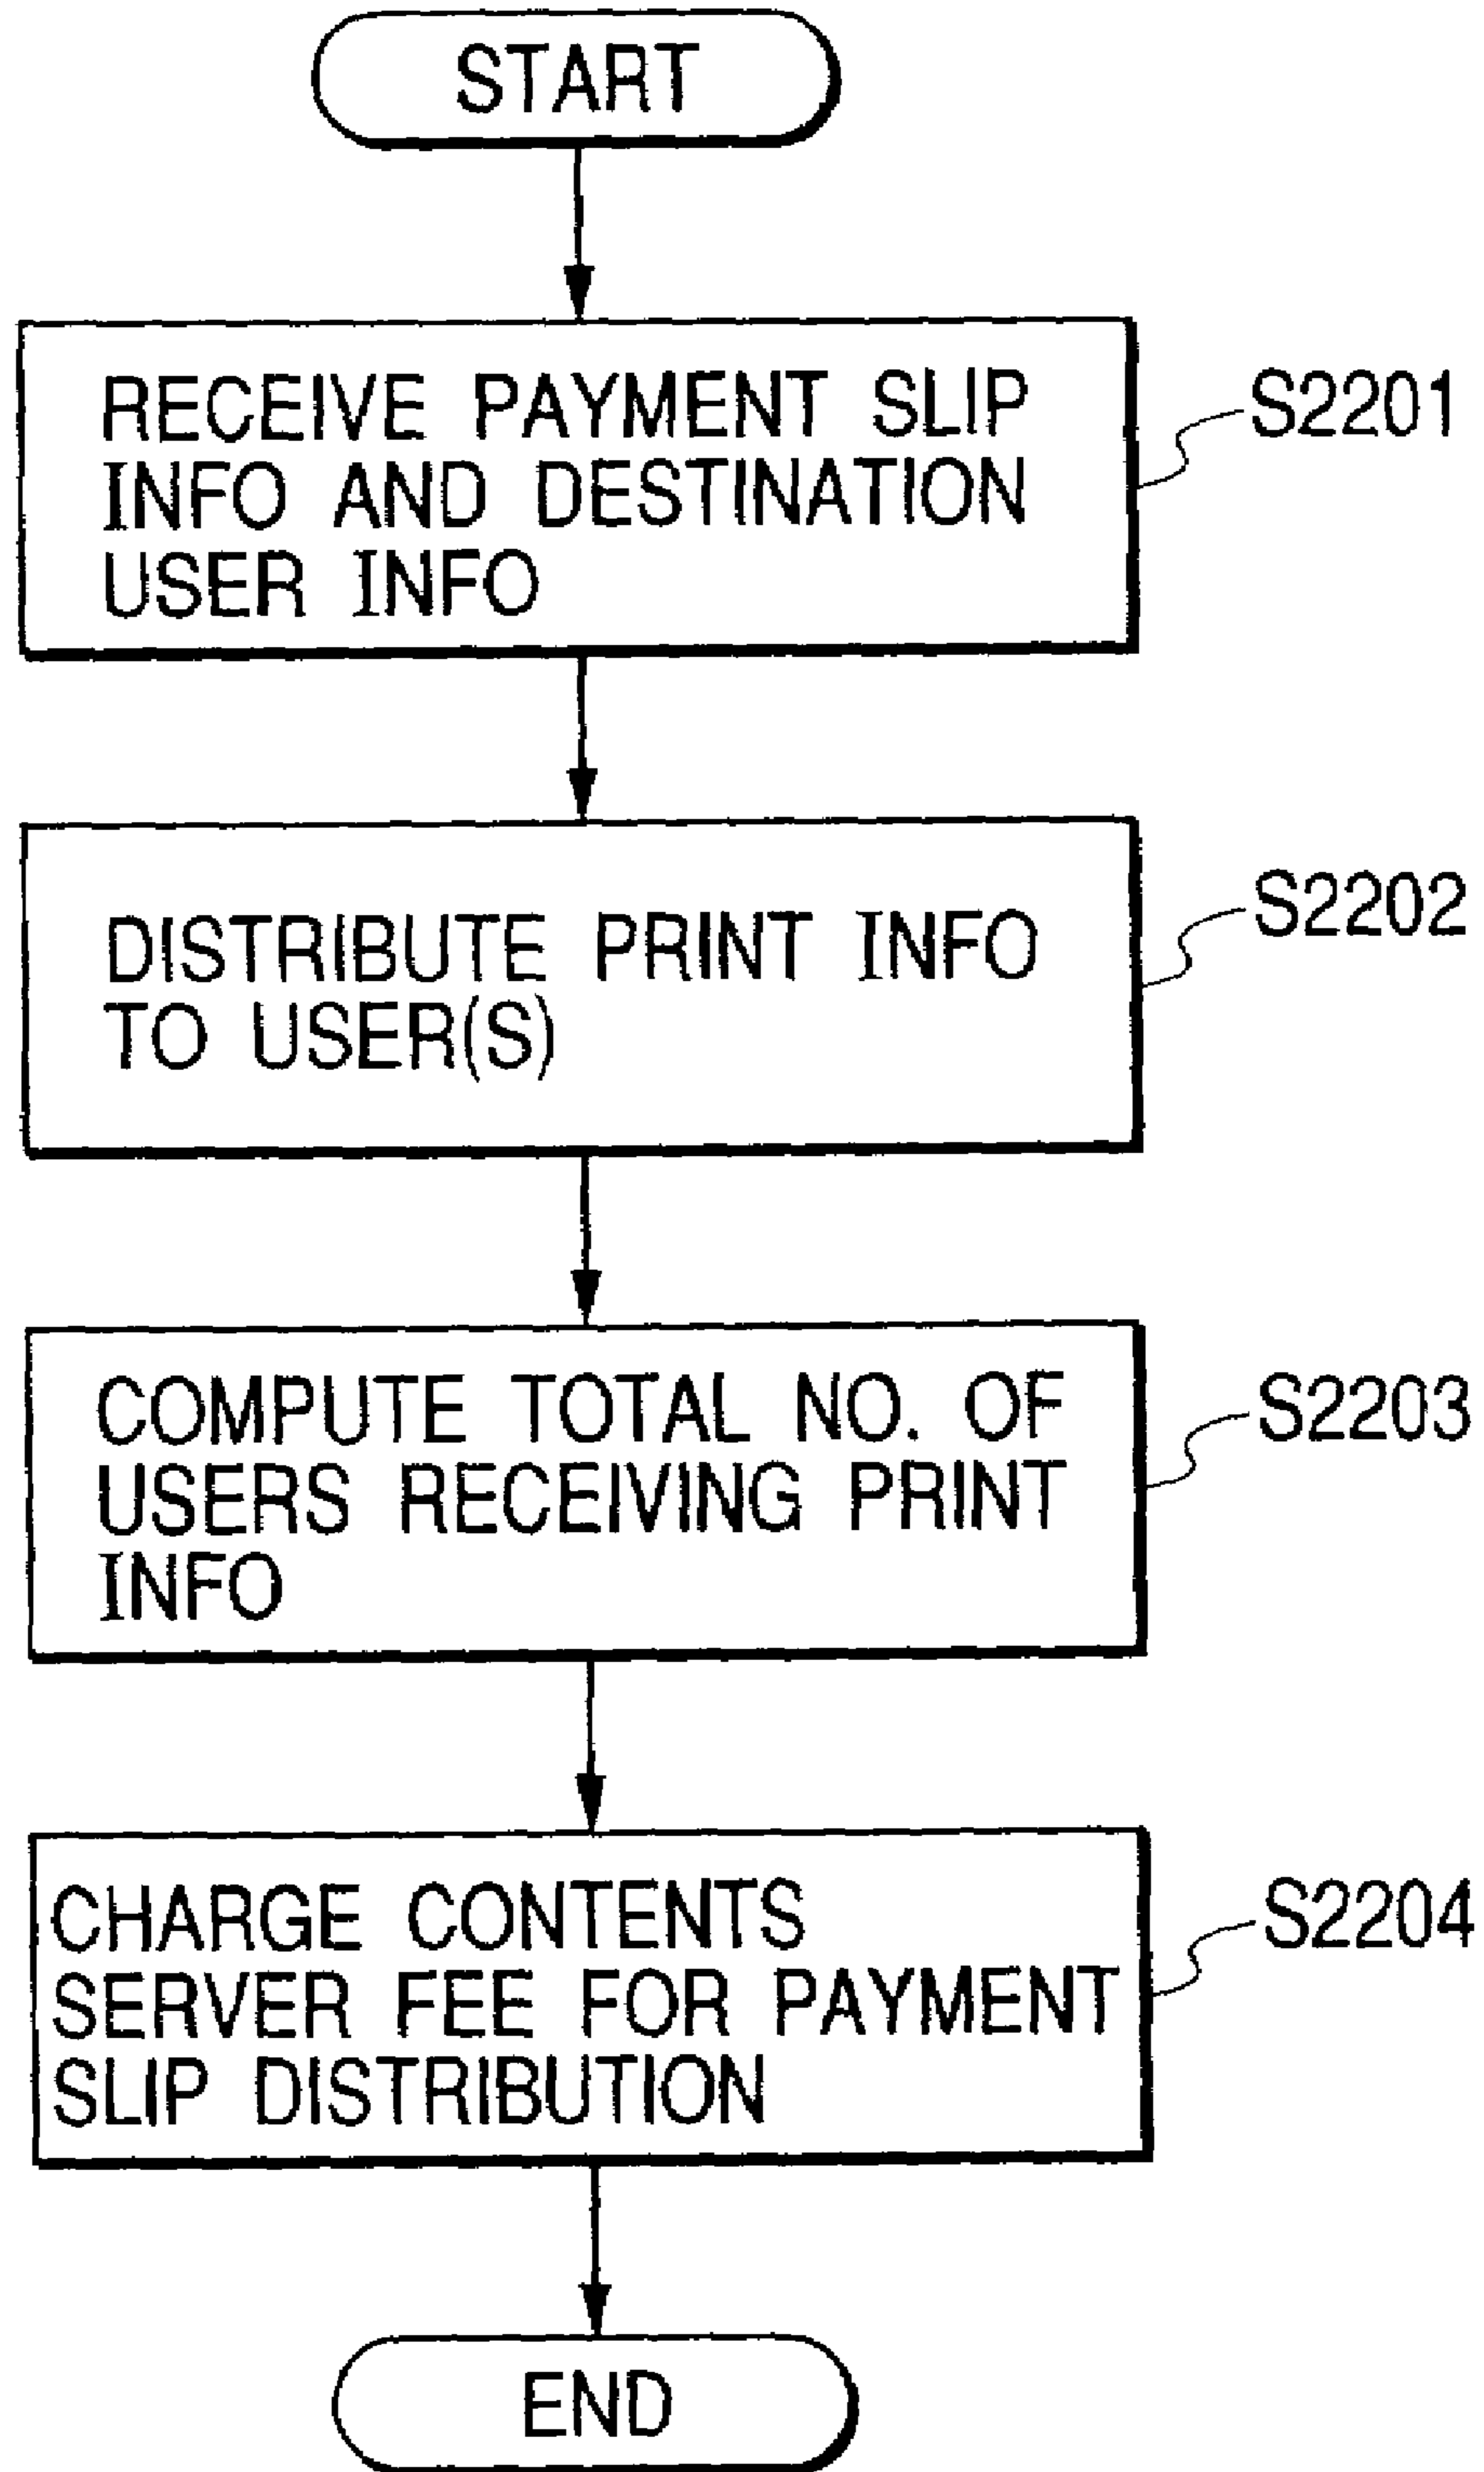 START
RECEIVE PAYMENT SLIP
INFO AND DESTINATION
USER INFO
S2201
DISTRIBUTE PRINT INFO
TO USER(S)
S2202
COMPUTE TOTAL NO. OF
USERS RECEIVING PRINT
INFO
S2203
CHARGE CONTENTS
SERVER FEE FOR PAYMENT
SLIP DISTRIBUTION
S2204
END